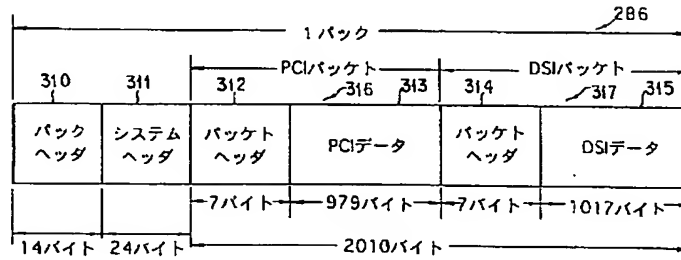 286
1パック
PCIパッケト
DSIパッケト
310
311
312
316
313
314
317
315
パック
ヘッダ
システム
ヘッダ
パッケト
ヘッダ
PCIデータ
パッケト
ヘッダ
DSIデータ
7バイト
979バイト
7バイト
1017バイト
14バイト
24バイト
2010バイト